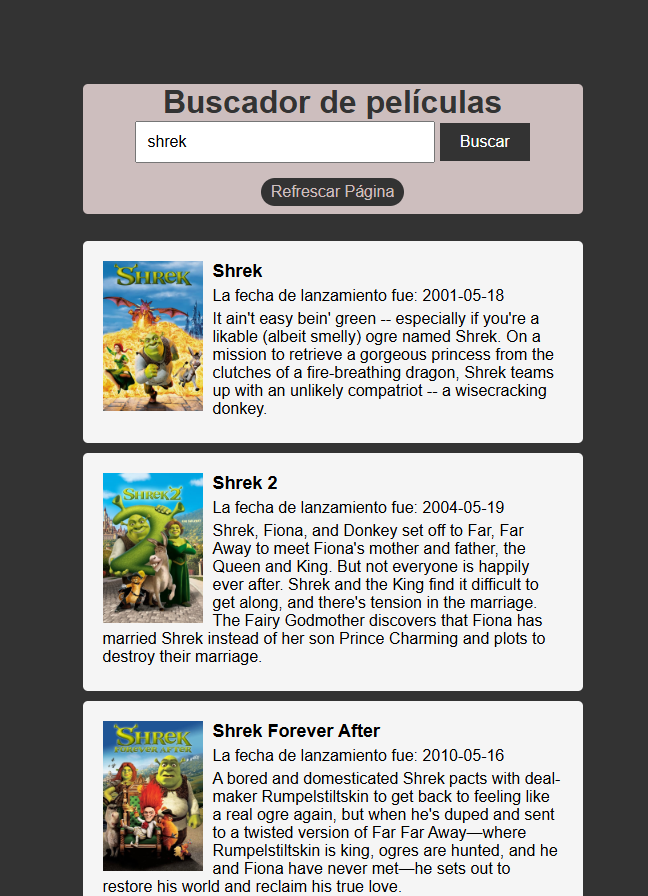 Buscador de películas
shrek
Buscar
Refrescar Página
SHREK
Shrek
La fecha de lanzamiento fue: 2001-05-18
It ain't easy bein' green -- especially if you're a
likable (albeit smelly) ogre named Shrek. On a
mission to retrieve a gorgeous princess from the
clutches of a fire-breathing dragon, Shrek teams
up with an unlikely compatriot -- a wisecracking
donkey.
SHREK 2
Shrek 2
La fecha de lanzamiento fue: 2004-05-19
Shrek, Fiona, and Donkey set off to Far, Far
Away to meet Fiona's mother and father, the
Queen and King. But not everyone is happily
ever after. Shrek and the King find it difficult to
get along, and there's tension in the marriage.
The Fairy Godmother discovers that Fiona has
married Shrek instead of her son Prince Charming and plots to
destroy their marriage.
SHREK
FOREVER AFTER
Shrek Forever After
La fecha de lanzamiento fue: 2010-05-16
A bored and domesticated Shrek pacts with deal-
maker Rumpelstiltskin to get back to feeling like
a real ogre again, but when he's duped and sent
to a twisted version of Far Far Away—where
Rumpelstiltskin is king, ogres are hunted, and he
and Fiona have never met—he sets out to
restore his world and reclaim his true love.